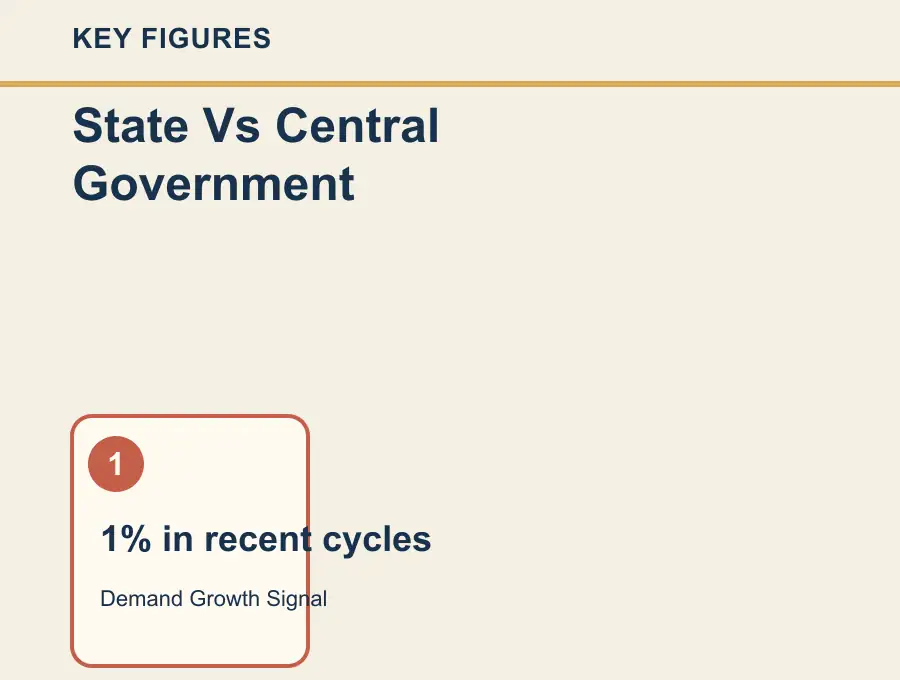 KEY FIGURES
State Vs Central
Government
1
1% in recent cycles
Demand Growth Signal